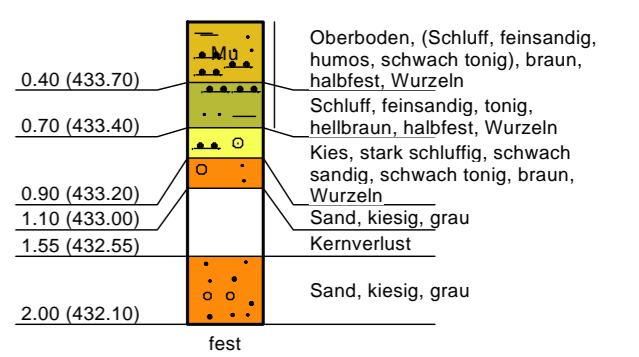 Mu
Oberboden, (Schluff, feinsandig,
humos, schwach tonig), braun,
halbfest, Wurzeln
0.40 (433.70)
Schluff, feinsandig, tonig,
hellbraun, halbfest, Wurzeln
0.70 (433.40)
Kies, stark schluffig, schwach
sandig, schwach tonig, braun,
Wurzeln
0.90 (433.20)
Sand, kiesig, grau
1.10 (433.00)
Kernverlust
1.55 (432.55)
Sand, kiesig, grau
2.00 (432.10)
fest